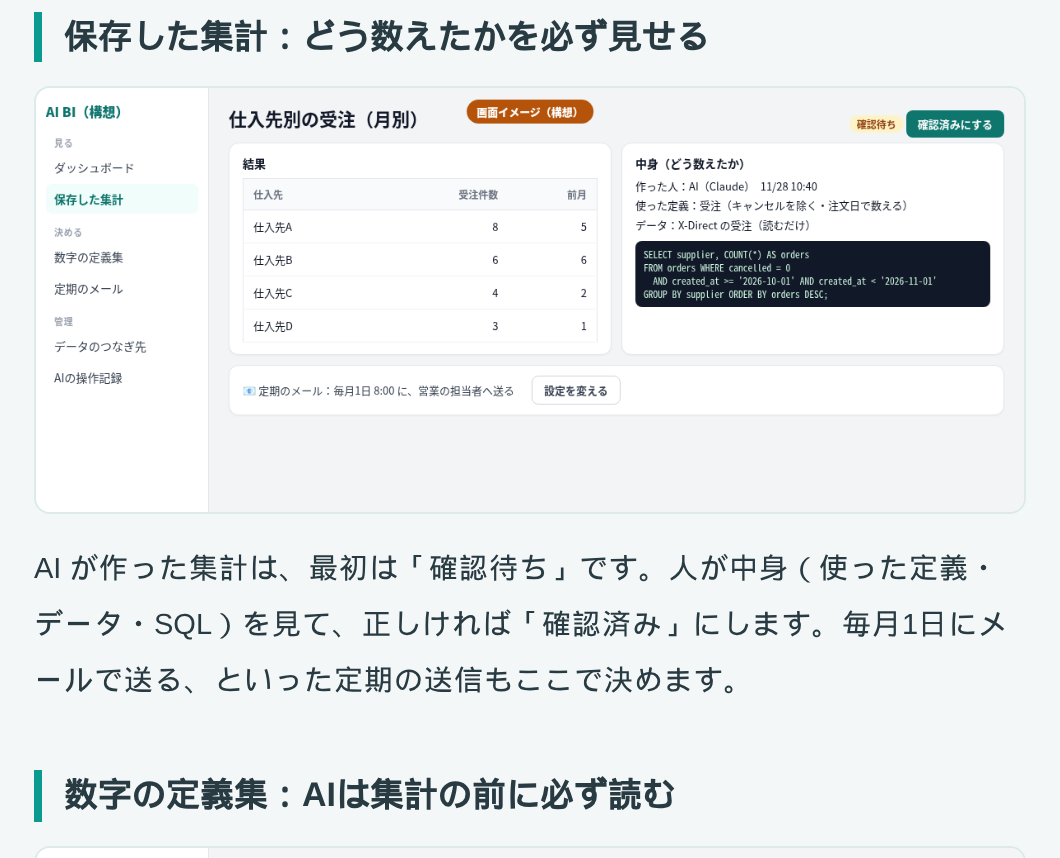 保存した集計：どう数えたかを必ず見せる
AI BI（構想）
見る
ダッシュボード
保存した集計
決める
数字の定義集
定期のメール
管理
データのつなぎ先
AIの操作記録
仕入先別の受注（月別）
画面イメージ（構想）
確認待ち
確認済みにする
結果
仕入先 受注件数 前月
仕入先A 8 5
仕入先B 6 6
仕入先C 4 2
仕入先D 3 1
中身（どう数えたか）
作った人：AI（Claude） 11/28 10:40
使った定義：受注（キャンセルを除く・注文日で数える）
データ：X-Direct の受注（読むだけ）
SELECT supplier, COUNT(*) AS orders
FROM orders WHERE cancelled = 0
  AND created_at >= '2026-10-01' AND created_at < '2026-11-01'
GROUP BY supplier ORDER BY orders DESC;
📧 定期のメール：毎月1日 8:00 に、営業の担当者へ送る
設定を変える
AI が作った集計は、最初は「確認待ち」です。人が中身（使った定義・
データ・SQL）を見て、正しければ「確認済み」にします。毎月1日にメ
ールで送る、といった定期の送信もここで決めます。
数字の定義集：AIは集計の前に必ず読む